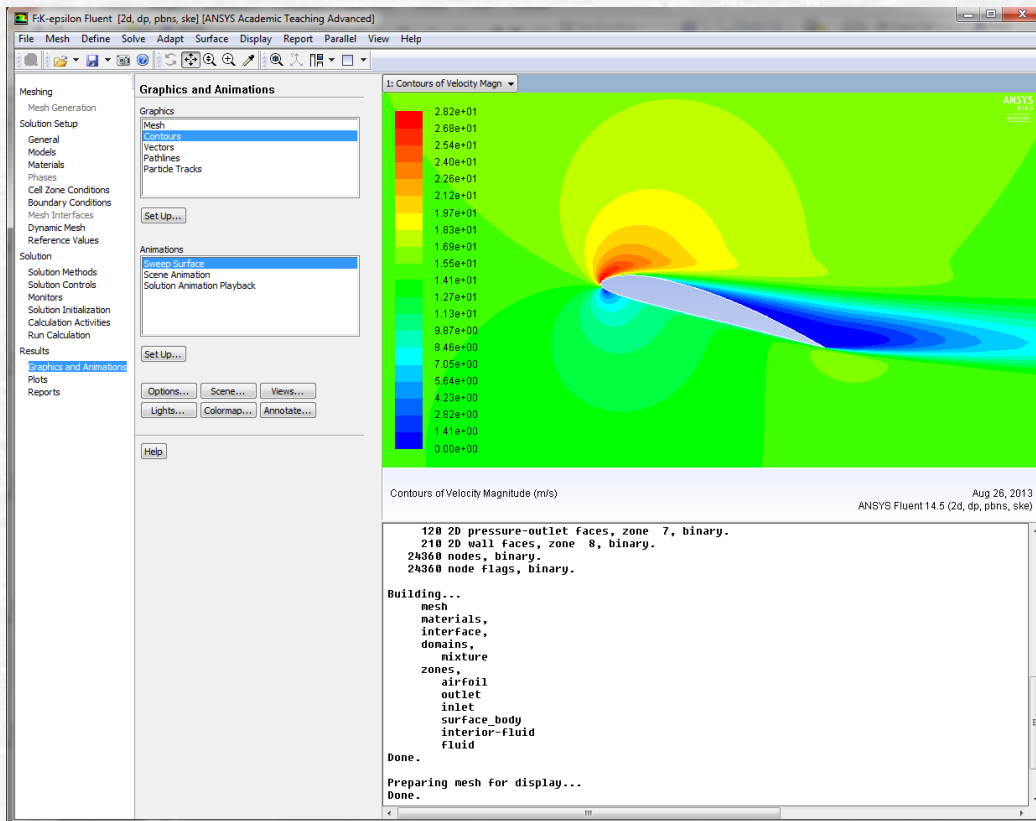 F:K-epsilon Fluent [2d, dp, pbns, ske] [ANSYS Academic Teaching Advanced]
File Mesh Define Solve Adapt Surface Display Report Parallel View Help
Meshing
Mesh Generation
Solution Setup
General
Models
Materials
Phases
Cell Zone Conditions
Boundary Conditions
Mesh Interfaces
Dynamic Mesh
Reference Values
Solution
Solution Methods
Solution Controls
Monitors
Solution Initialization
Calculation Activities
Run Calculation
Results
Graphics and Animations
Plots
Reports
Graphics and Animations
Graphics
Mesh
Contours
Vectors
Pathlines
Particle Tracks
Set Up...
Animations
Sweep Surface
Scene Animation
Solution Animation Playback
Set Up...
Options... Scene... Views...
Lights... Colormap... Annotate...
Help
1: Contours of Velocity Magn
ANSYS
2.82e+01
2.68e+01
2.54e+01
2.40e+01
2.26e+01
2.12e+01
1.97e+01
1.83e+01
1.69e+01
1.55e+01
1.41e+01
1.27e+01
1.13e+01
9.87e+00
8.46e+00
7.05e+00
5.64e+00
4.23e+00
2.82e+00
1.41e+00
0.00e+00
Contours of Velocity Magnitude (m/s)
Aug 26, 2013
ANSYS Fluent 14.5 (2d, dp, pbns, ske)
120 2D pressure-outlet faces, zone 7, binary.
210 2D wall faces, zone 8, binary.
24360 nodes, binary.
24360 node flags, binary.
Building...
mesh
materials,
interface,
domains,
mixture
zones,
airfoil
outlet
inlet
surface_body
interior-fluid
fluid
Done.
Preparing mesh for display...
Done.